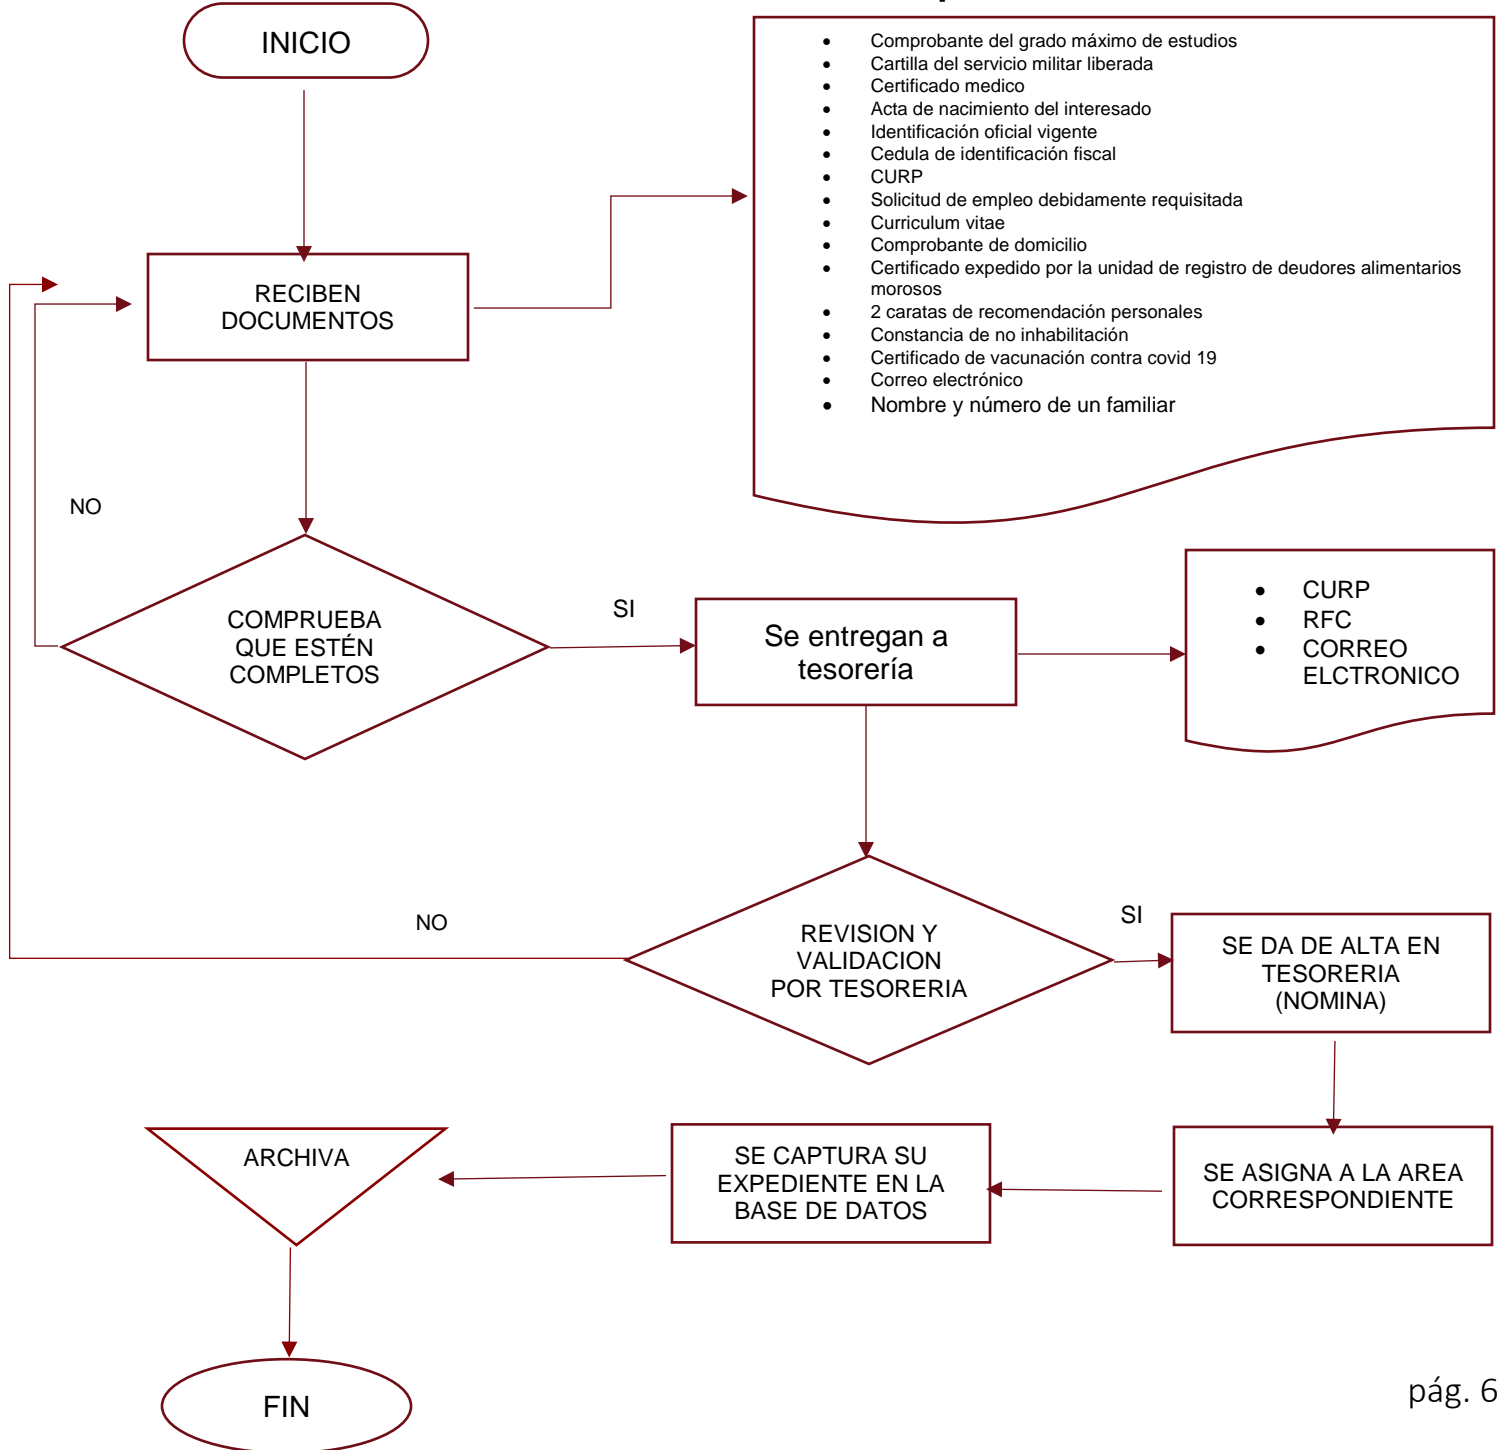 INICIO
• Comprobante del grado máximo de estudios
• Cartilla del servicio militar liberada
• Certificado medico
• Acta de nacimiento del interesado
• Identificación oficial vigente
• Cedula de identificación fiscal
• CURP
• Solicitud de empleo debidamente requisitada
• Curriculum vitae
• Comprobante de domicilio
• Certificado expedido por la unidad de registro de deudores alimentarios
morosos
• 2 caratas de recomendación personales
• Constancia de no inhabilitación
• Certificado de vacunación contra covid 19
• Correo electrónico
• Nombre y número de un familiar
RECIBEN
DOCUMENTOS
NO
COMPRUEBA
QUE ESTÉN
COMPLETOS
SI
Se entregan a
tesorería
• CURP
• RFC
• CORREO
ELCTRONICO
NO
REVISION Y
VALIDACION
POR TESORERIA
SI
SE DA DE ALTA EN
TESORERIA
(NOMINA)
ARCHIVA
SE CAPTURA SU
EXPEDIENTE EN LA
BASE DE DATOS
SE ASIGNA A LA AREA
CORRESPONDIENTE
FIN
pág. 6